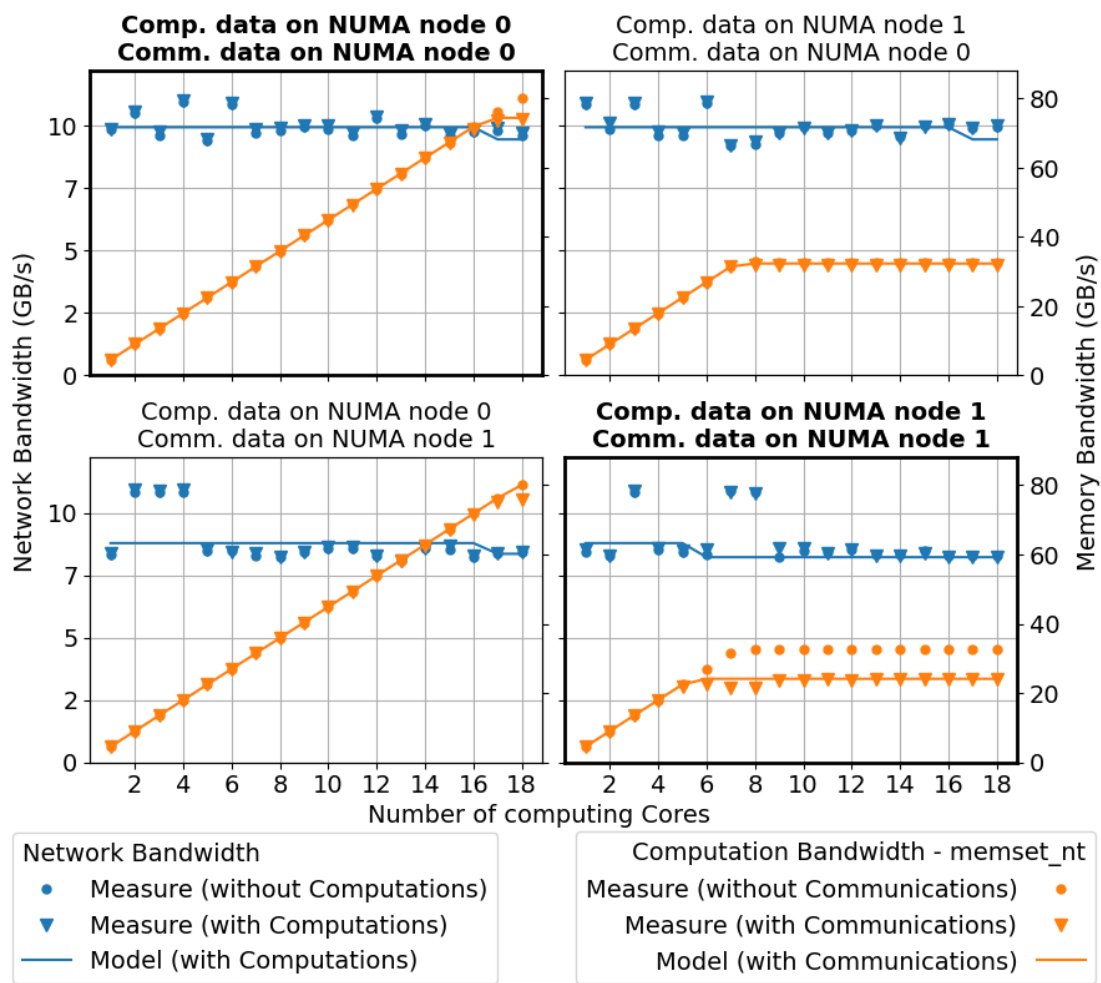 Comp. data on NUMA node 0
Comm. data on NUMA node 0
Comp. data on NUMA node 1
Comm. data on NUMA node 0
10
7
5
2
0
80
60
40
20
0
Network Bandwidth (GB/s)
Memory Bandwidth (GB/s)
Comp. data on NUMA node 0
Comm. data on NUMA node 1
Comp. data on NUMA node 1
Comm. data on NUMA node 1
10
7
5
2
0
80
60
40
20
0
2 4 6 8 10 12 14 16 18
2 4 6 8 10 12 14 16 18
Number of computing Cores
Network Bandwidth
Measure (without Computations)
Measure (with Computations)
Model (with Computations)
Computation Bandwidth - memset_nt
Measure (without Communications)
Measure (with Communications)
Model (with Communications)